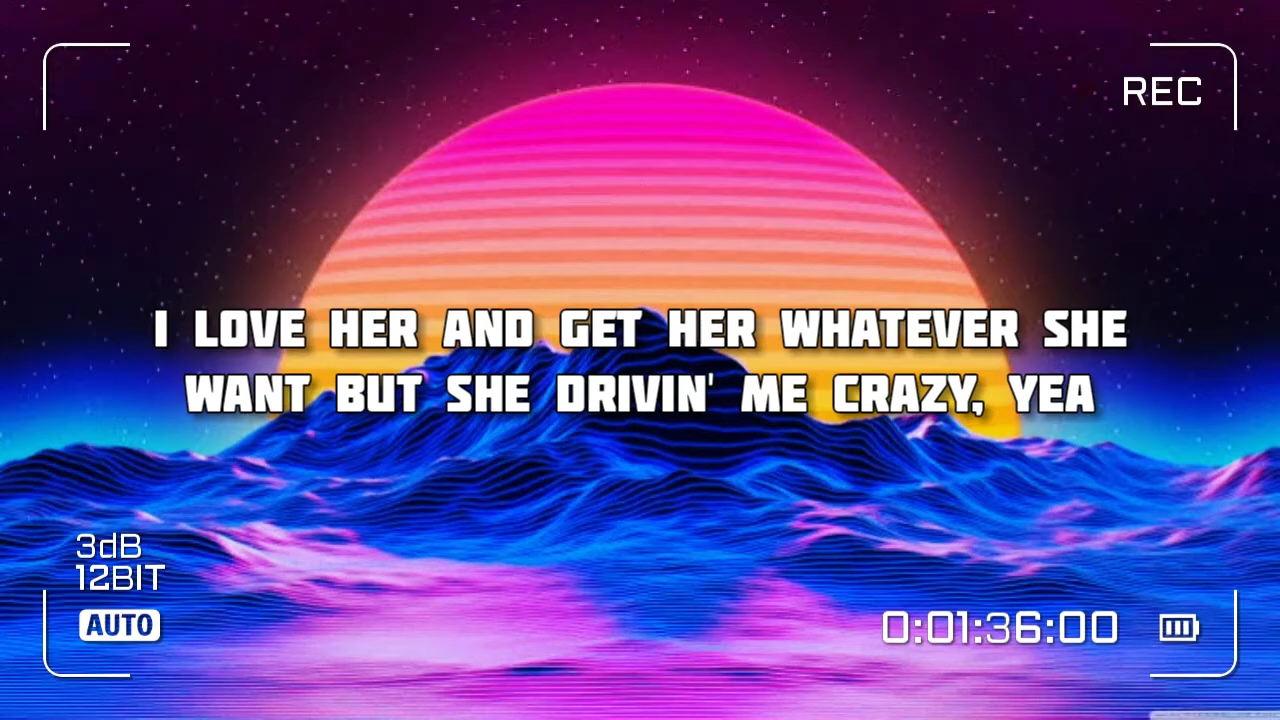 REC
I LOVE HER AND GET HER WHATEVER SHE
WANT BUT SHE DRIVIN' ME CRAZY, YEA
3dB
12BIT
AUTO
0:01:36:00